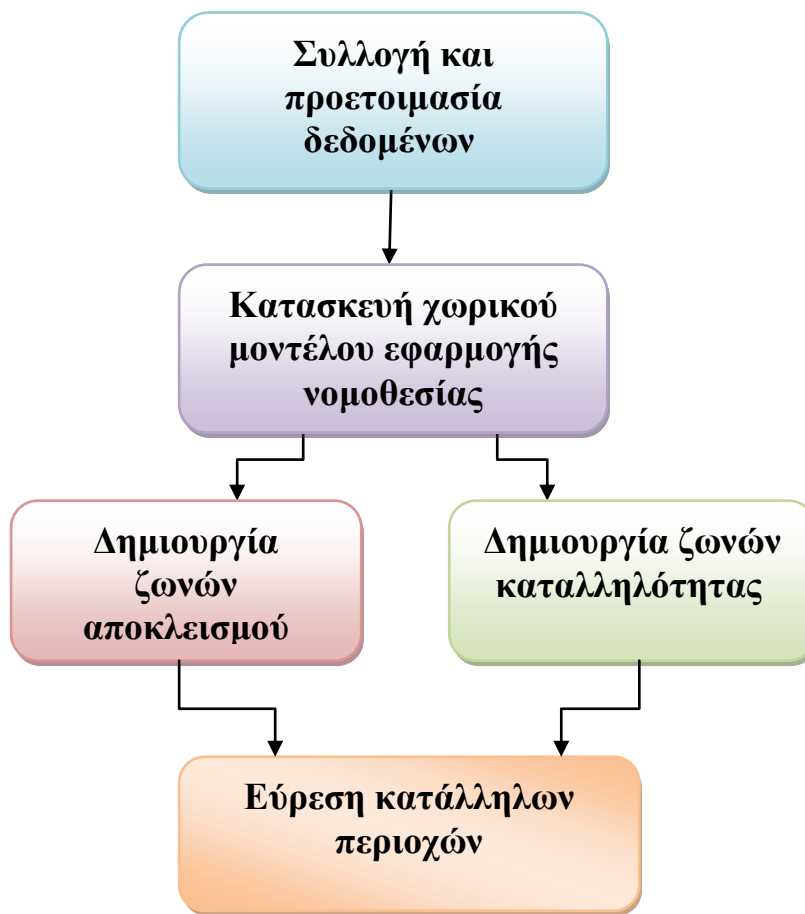 Συλλογή και
προετοιμασία
δεδομένων
Κατασκευή χωρικού
μοντέλου εφαρμογής
νομοθεσίας
Δημιουργία
ζωνών
αποκλεισμού
Δημιουργία ζωνών
καταλληλότητας
Εύρεση κατάλληλων
περιοχών